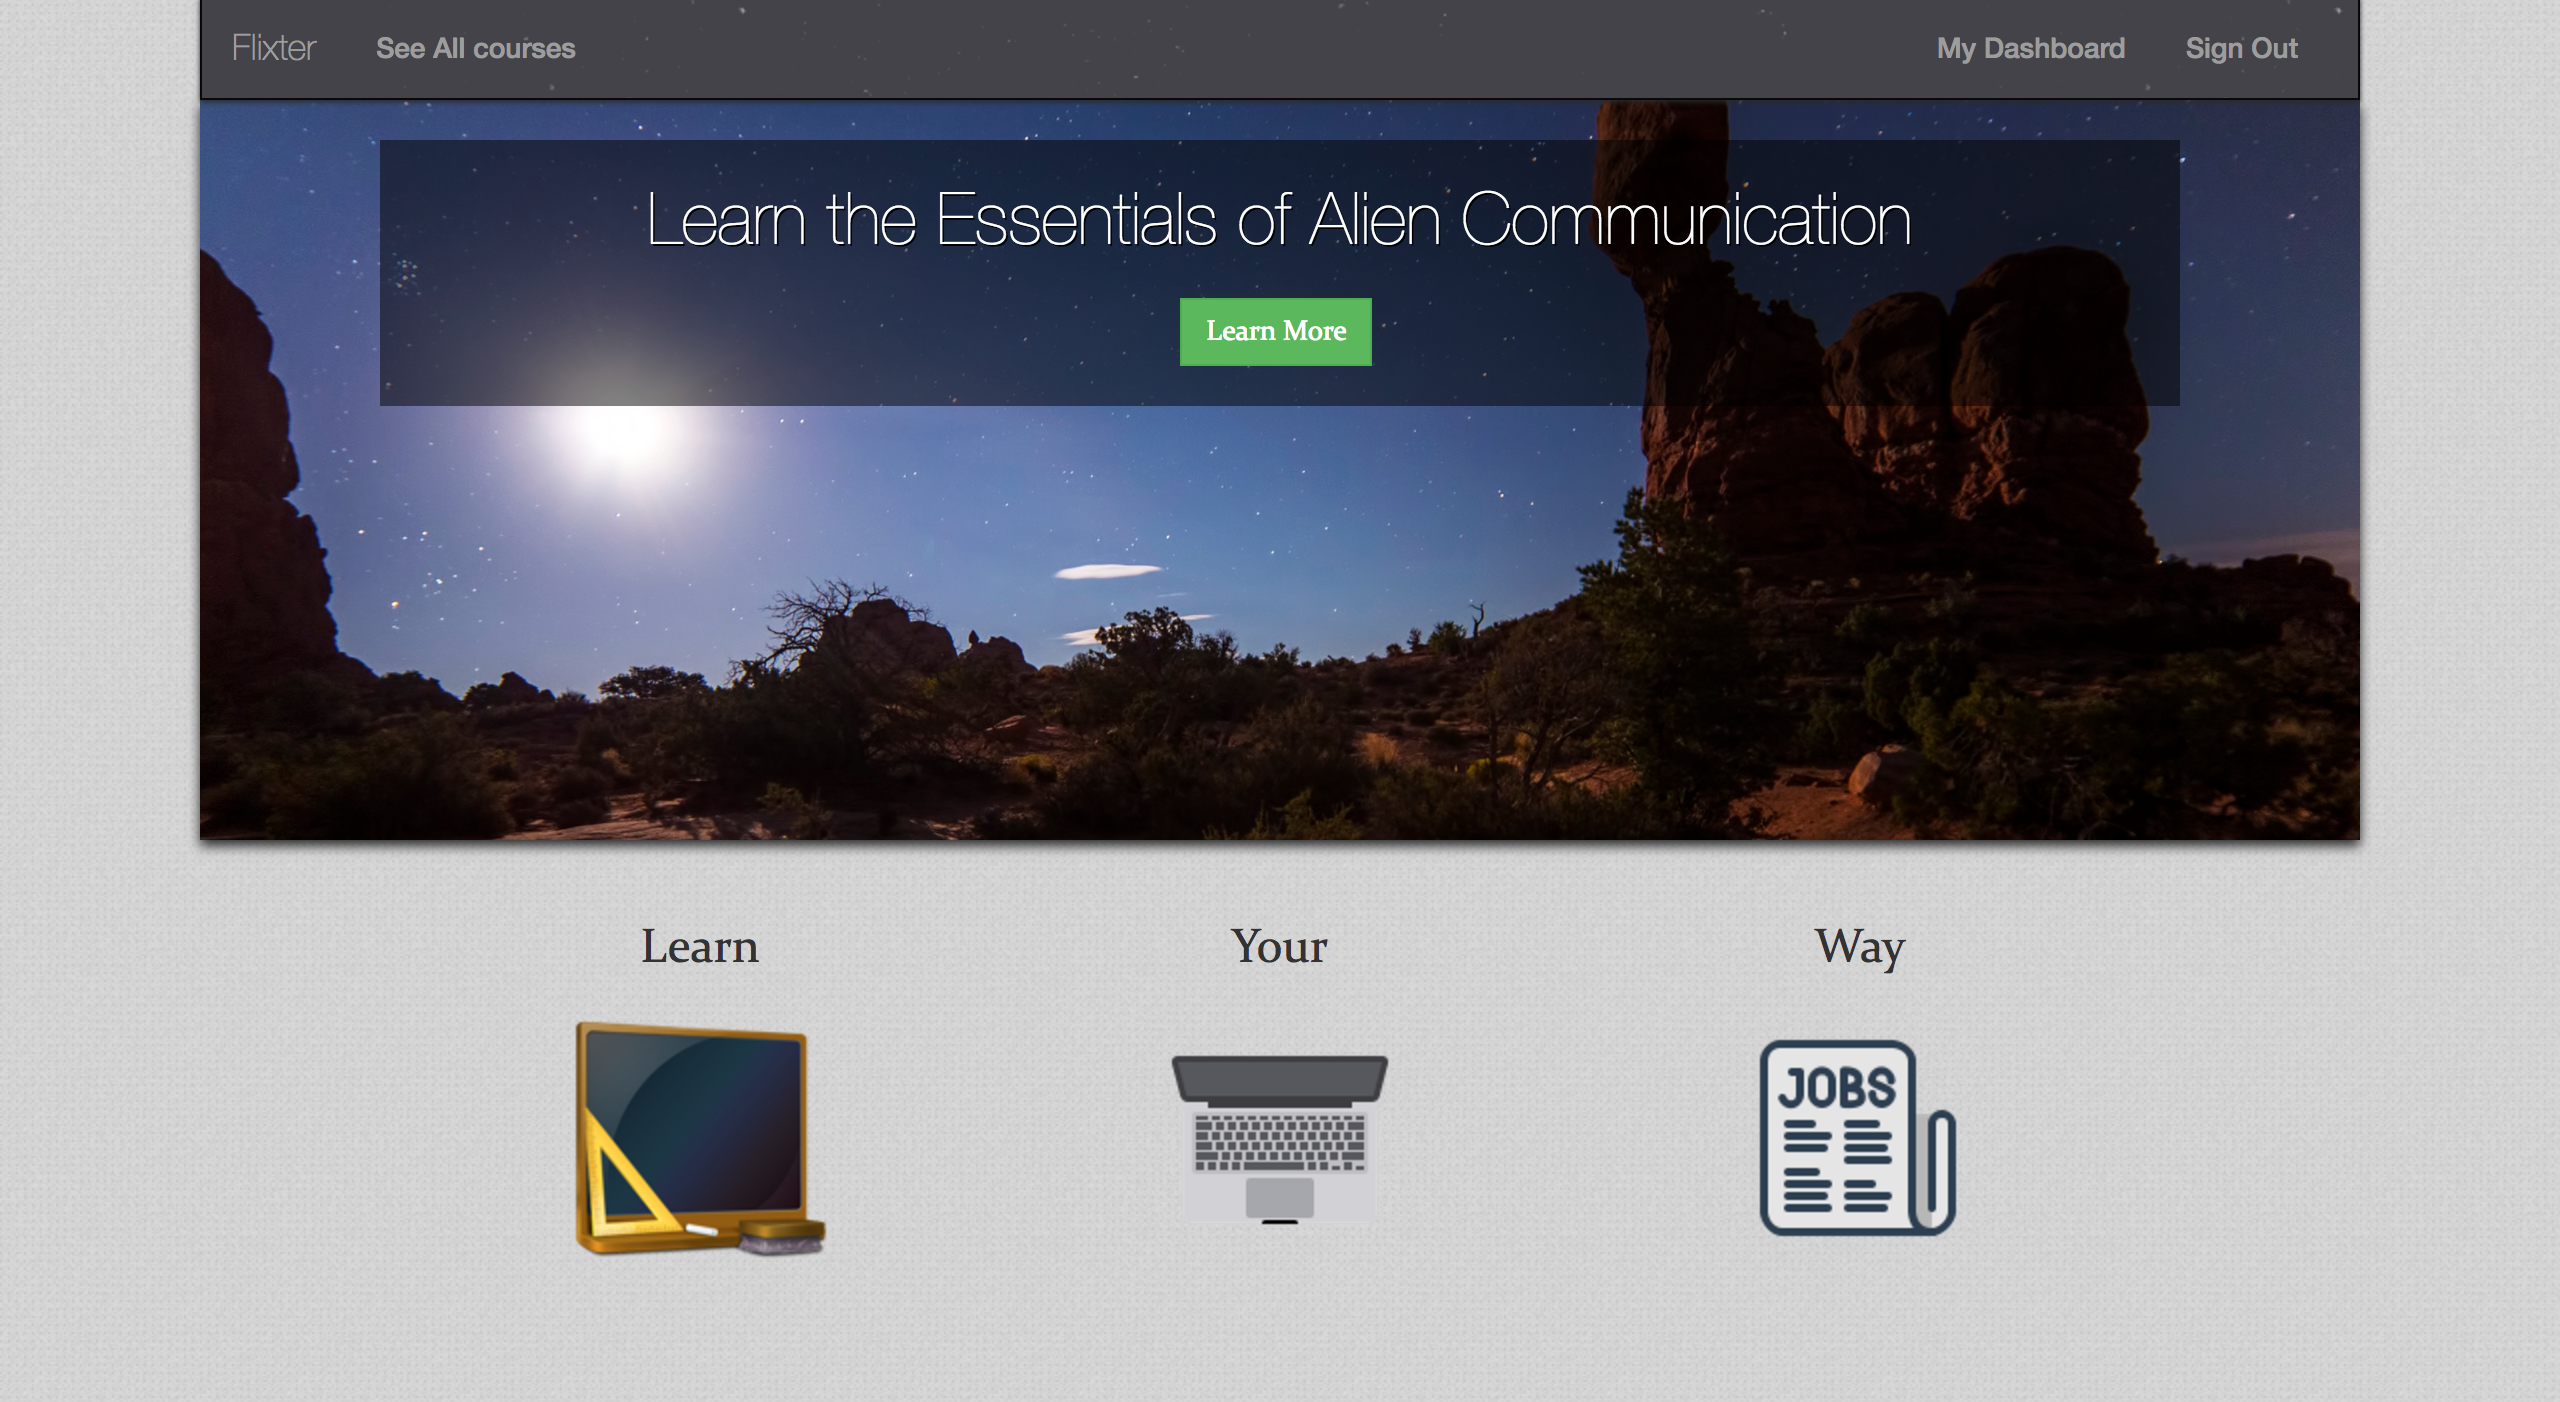 Flixter See All courses My Dashboard Sign Out
Learn the Essentials of Alien Communication
Learn More
Learn Your Way
JOBS